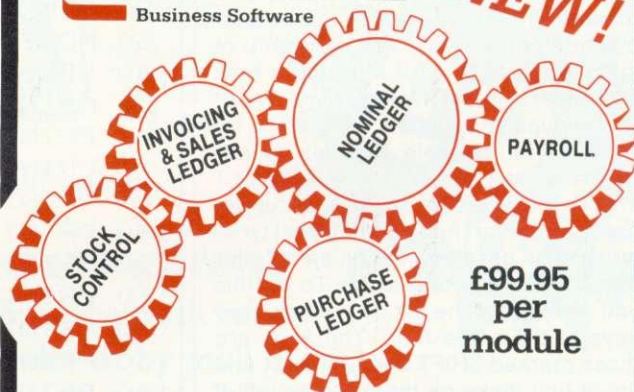 Business Software
NEW!
INVOICING
& SALES
LEDGER
NOMINAL
LEDGER
PAYROLL
STOCK
CONTROL
PURCHASE
LEDGER
£99.95
per
module